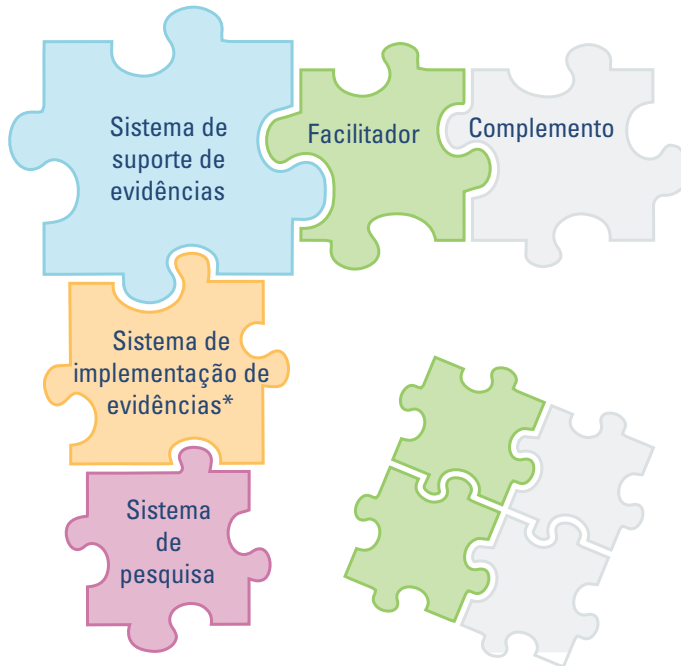 Sistema de
suporte de
evidências
Facilitador
Complemento
Sistema de
implementação de
evidências*
Sistema
de
pesquisa